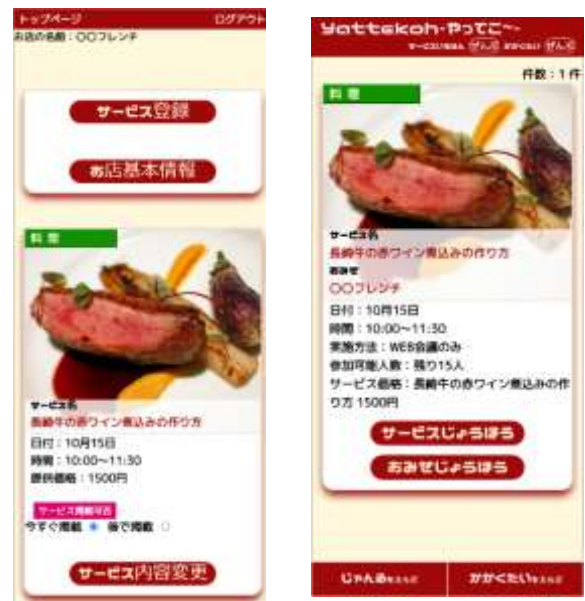 トップページ
ログアウト
お店の名前：〇〇フレンチ
サービス登録
お店基本情報
料理
サービス名
長崎牛の赤ワイン煮込みの作り方
日付：10月15日
時間：10:00～11:30
提供価格：1500円
サービス掲載可否
今すぐ掲載 後で掲載
サービス内容変更
Yattekoh-やってこ～-
ぜんぶ ぜんぶ
件数：1件
料理
サービス名
長崎牛の赤ワイン煮込みの作り方
おみせ
〇〇フレンチ
日付：10月15日
時間：10:00～11:30
実施方法：WEB会議のみ
参加可能人数：残り15人
サービス価格：長崎牛の赤ワイン煮込みの作
り方 1500円
サービスじょうほう
おみせじょうほう
じゃんる
かかくたい